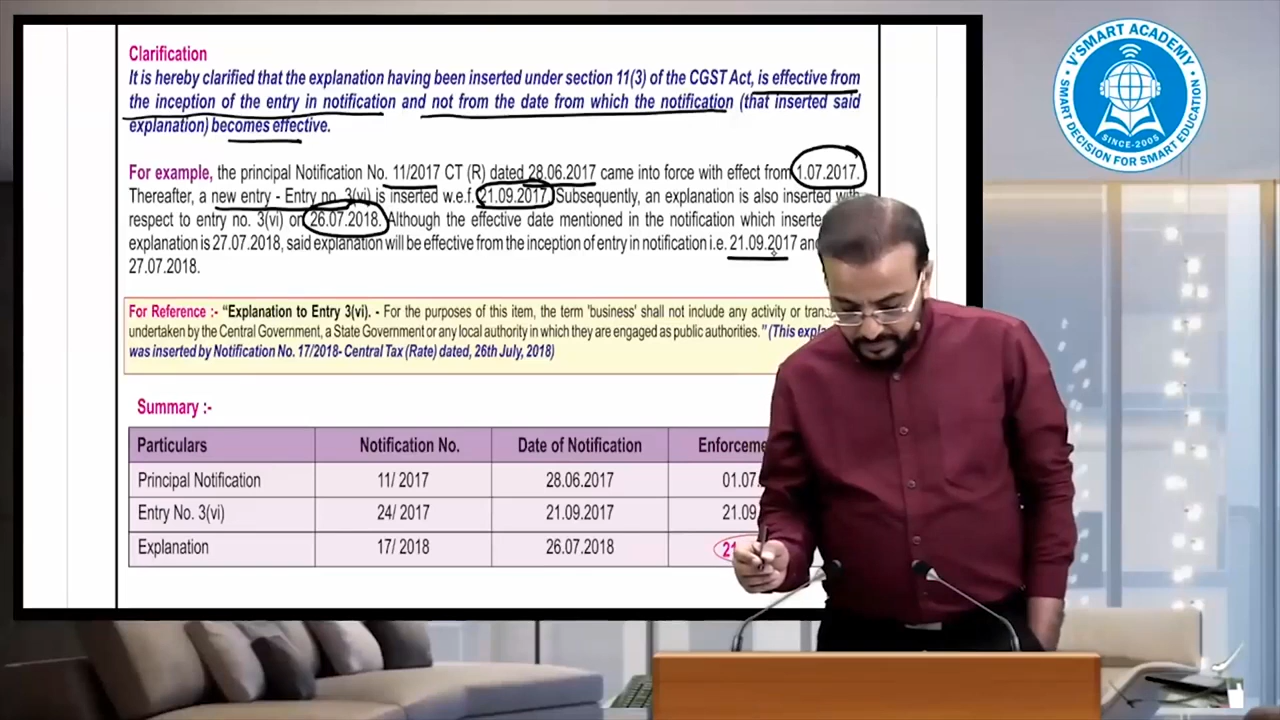 Clarification
It is hereby clarified that the explanation having been inserted under section 11(3) of the CGST Act, is effective from
the inception of the entry in notification and not from the date from which the notification (that inserted said
explanation) becomes effective.
For example, the principal Notification No. 11/2017 CT (R) dated 28.06.2017 came into force with effect from 1.07.2017.
Thereafter, a new entry - Entry no. 3(vi) is inserted w.e.f. 21.09.2017 Subsequently, an explanation is also inserted with
respect to entry no. 3(vi) on 26.07.2018. Although the effective date mentioned in the notification which inserted
explanation is 27.07.2018, said explanation will be effective from the inception of entry in notification i.e. 21.09.2017 and
27.07.2018.
For Reference :- “Explanation to Entry 3(vi). - For the purposes of this item, the term 'business' shall not include any activity or
undertaken by the Central Government, a State Government or any local authority in which they are engaged as public authorities.” (This
was inserted by Notification No. 17/2018- Central Tax (Rate) dated, 26th July, 2018)
Summary :-
Particulars Notification No. Date of Notification
Principal Notification 11/ 2017 28.06.2017 01.07.
Entry No. 3(vi) 24/ 2017 21.09.2017 21.09
Explanation 17/ 2018 26.07.2018 21
V'SMART ACADEMY
SINCE-2005
SMART DECISION FOR SMART EDUCATION